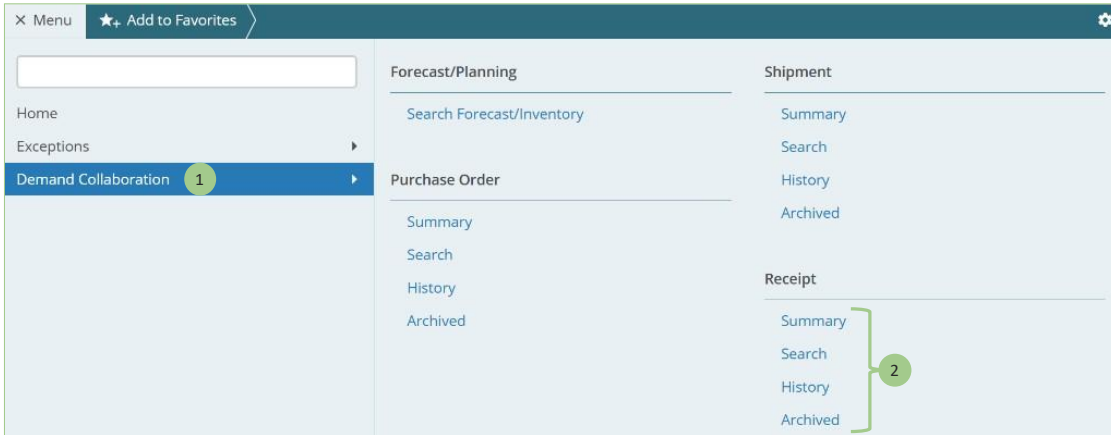 × Menu
★+ Add to Favorites
Home
Exceptions
Demand Collaboration 1
Forecast/Planning
Search Forecast/Inventory
Purchase Order
Summary
Search
History
Archived
Shipment
Summary
Search
History
Archived
Receipt
Summary
Search
History
Archived
2